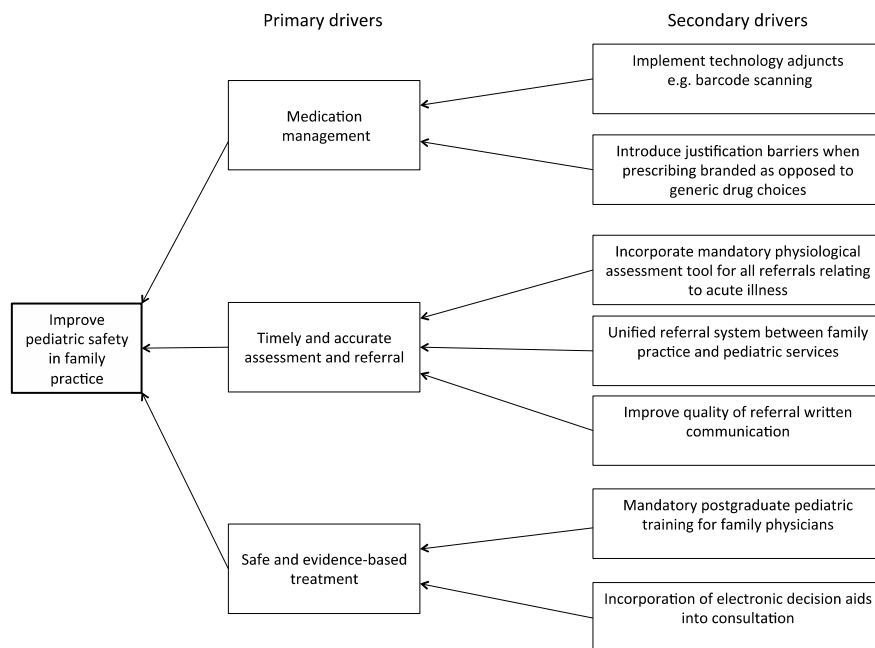 Primary drivers
Secondary drivers
Implement technology adjuncts
e.g. barcode scanning
Medication
management
Introduce justification barriers when
prescribing branded as opposed to
generic drug choices
Incorporate mandatory physiological
assessment tool for all referrals relating
to acute illness
Improve
pediatric safety
in family
practice
Timely and accurate
assessment and referral
Unified referral system between family
practice and pediatric services
Improve quality of referral written
communication
Mandatory postgraduate pediatric
training for family physicians
Safe and evidence-based
treatment
Incorporation of electronic decision aids
into consultation